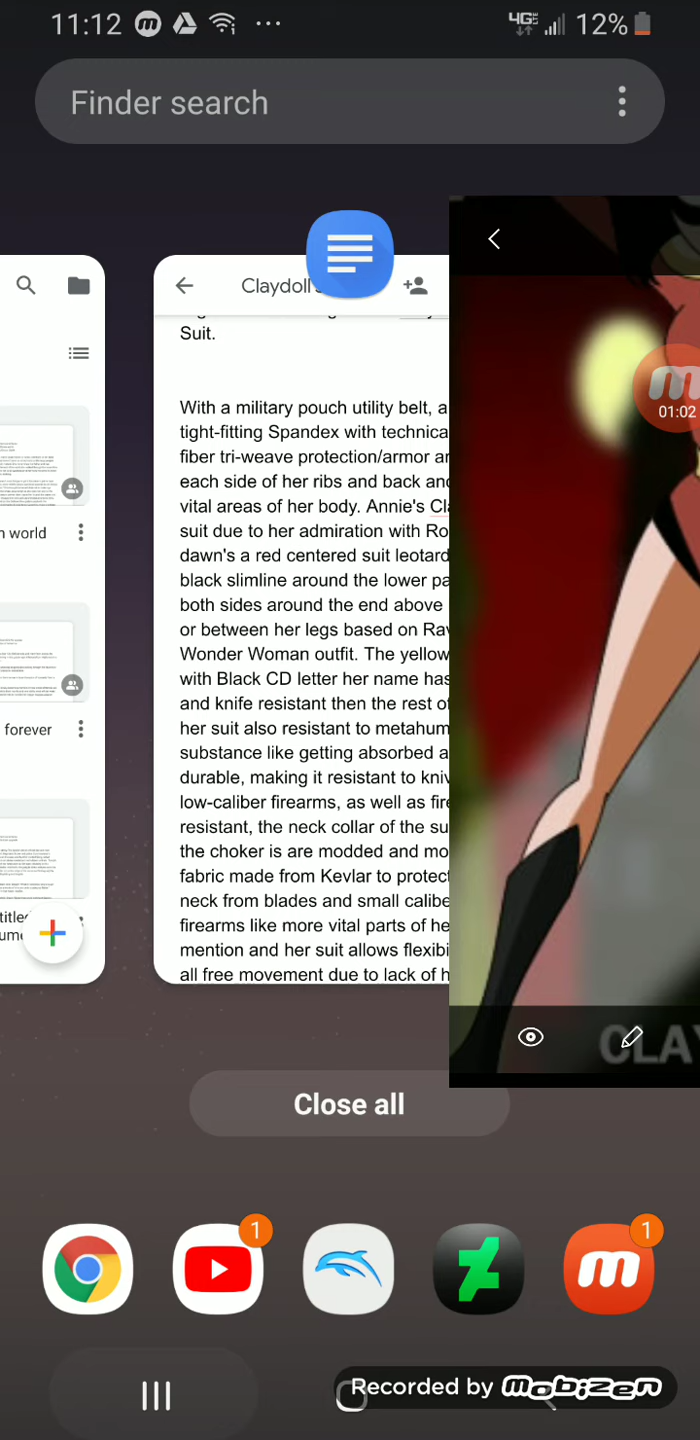 11:12
4G LTE
12%
Finder search
Claydoll
Suit.
With a military pouch utility belt, a
tight-fitting Spandex with technica
fiber tri-weave protection/armor ar
each side of her ribs and back and
vital areas of her body. Annie's Cla
suit due to her admiration with Ro
dawn's a red centered suit leotard
black slimline around the lower pa
both sides around the end above
or between her legs based on Rav
Wonder Woman outfit. The yellow
with Black CD letter her name has
and knife resistant then the rest of
her suit also resistant to metahum
substance like getting absorbed a
durable, making it resistant to kniv
low-caliber firearms, as well as fire
resistant, the neck collar of the su
the choker is are modded and mo
fabric made from Kevlar to protect
neck from blades and small calibe
firearms like more vital parts of he
mention and her suit allows flexibi
all free movement due to lack of h
n world
forever
01:02
CLAY
Close all
1
1
Recorded by mobizen